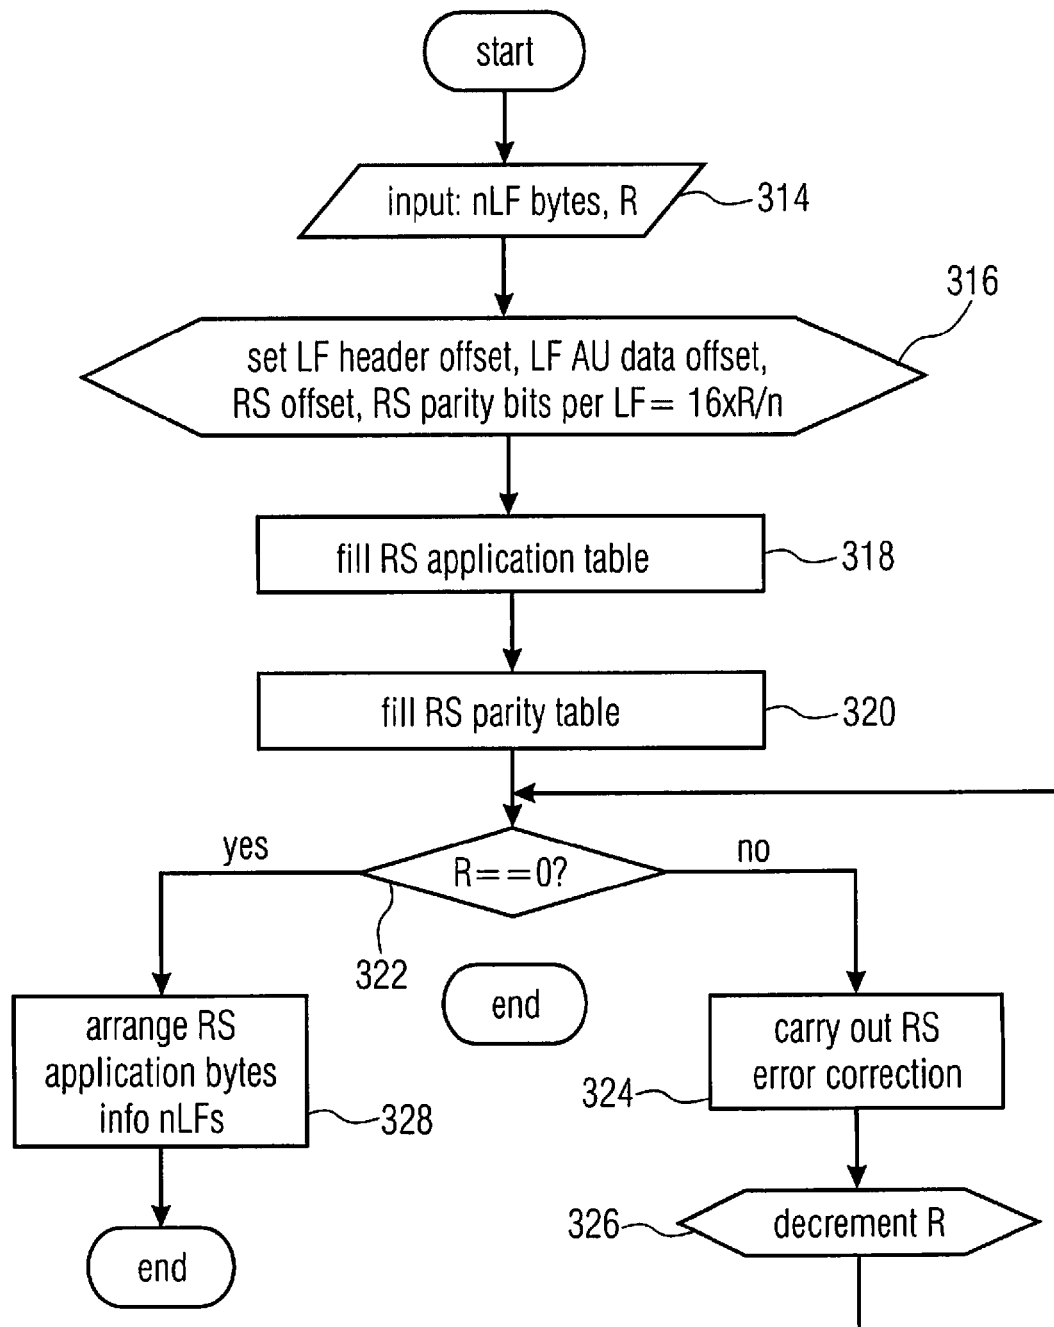 start
input: nLF bytes, R
314
316
set LF header offset, LF AU data offset,
RS offset, RS parity bits per LF= 16xR/n
fill RS application table
318
fill RS parity table
320
yes
R==0?
no
322
end
arrange RS
application bytes
info nLFs
328
carry out RS
error correction
324
326
decrement R
end